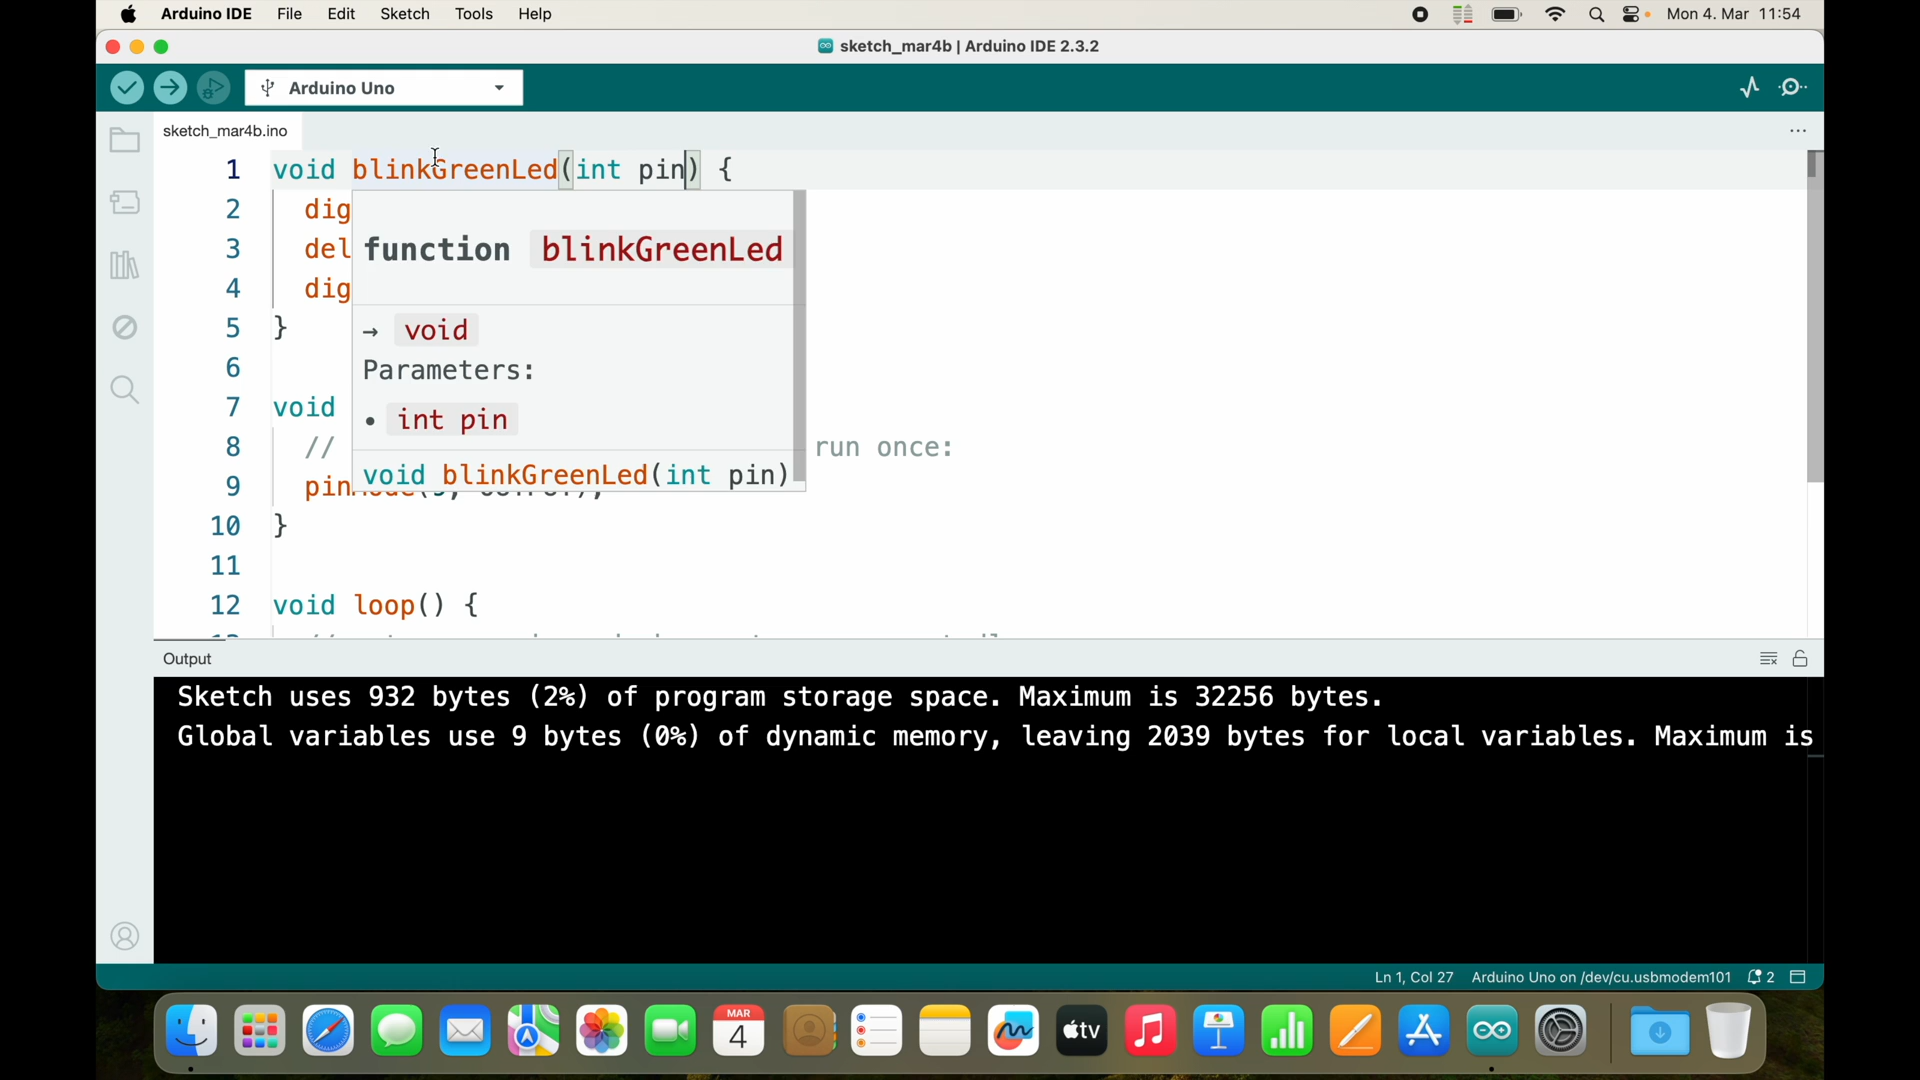 Arduino IDE File Edit Sketch Tools Help Mon 4. Mar 11:54
sketch_mar4b | Arduino IDE 2.3.2
Arduino Uno
sketch_mar4b.ino
1 void blinkGreenLed(int pin) {
2 dig
function blinkGreenLed
3 del
4 dig
→ void
5 }
Parameters:
6
• int pin
7 void
8 // run once:
void blinkGreenLed(int pin)
9 pin
10 }
11
12 void loop() {
Output
Sketch uses 932 bytes (2%) of program storage space. Maximum is 32256 bytes.
Global variables use 9 bytes (0%) of dynamic memory, leaving 2039 bytes for local variables. Maximum is
Ln 1, Col 27 Arduino Uno on /dev/cu.usbmodem101 2
MAR
4
tv